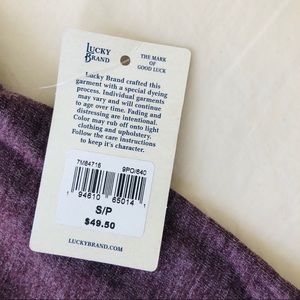 LUCKY
BRAND
THE MARK
OF
GOOD LUCK
Lucky Brand crafted this
garment with a special dyeing
process. Individual garments
may vary and will continue
to age over time. Fading and
distressing are intentional.
Color may rub off onto light
clothing and upholstery.
Follow the care instructions
to keep it's character.
7M84716
9PO/640
1 94610 65014 1
S/P
$49.50
LUCKYBRAND.COM